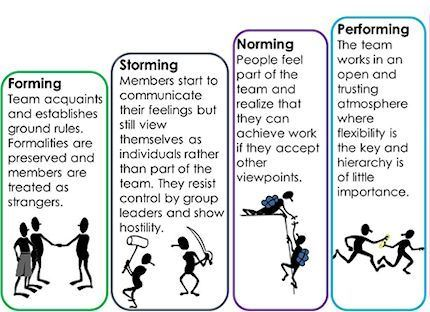 Forming
Team acquaints
and establishes
ground rules.
Formalities are
preserved and
members are
treated as
strangers.
Storming
Members start to
communicate
their feelings but
still view
themselves as
individuals rather
than part of the
team. They resist
control by group
leaders and show
hostility.
Norming
People feel
part of the
team and
realize that
they can
achieve work
if they accept
other
viewpoints.
Performing
The team
works in an
open and
trusting
atmosphere
where
flexibility is
the key and
hierarchy is
of little
importance.